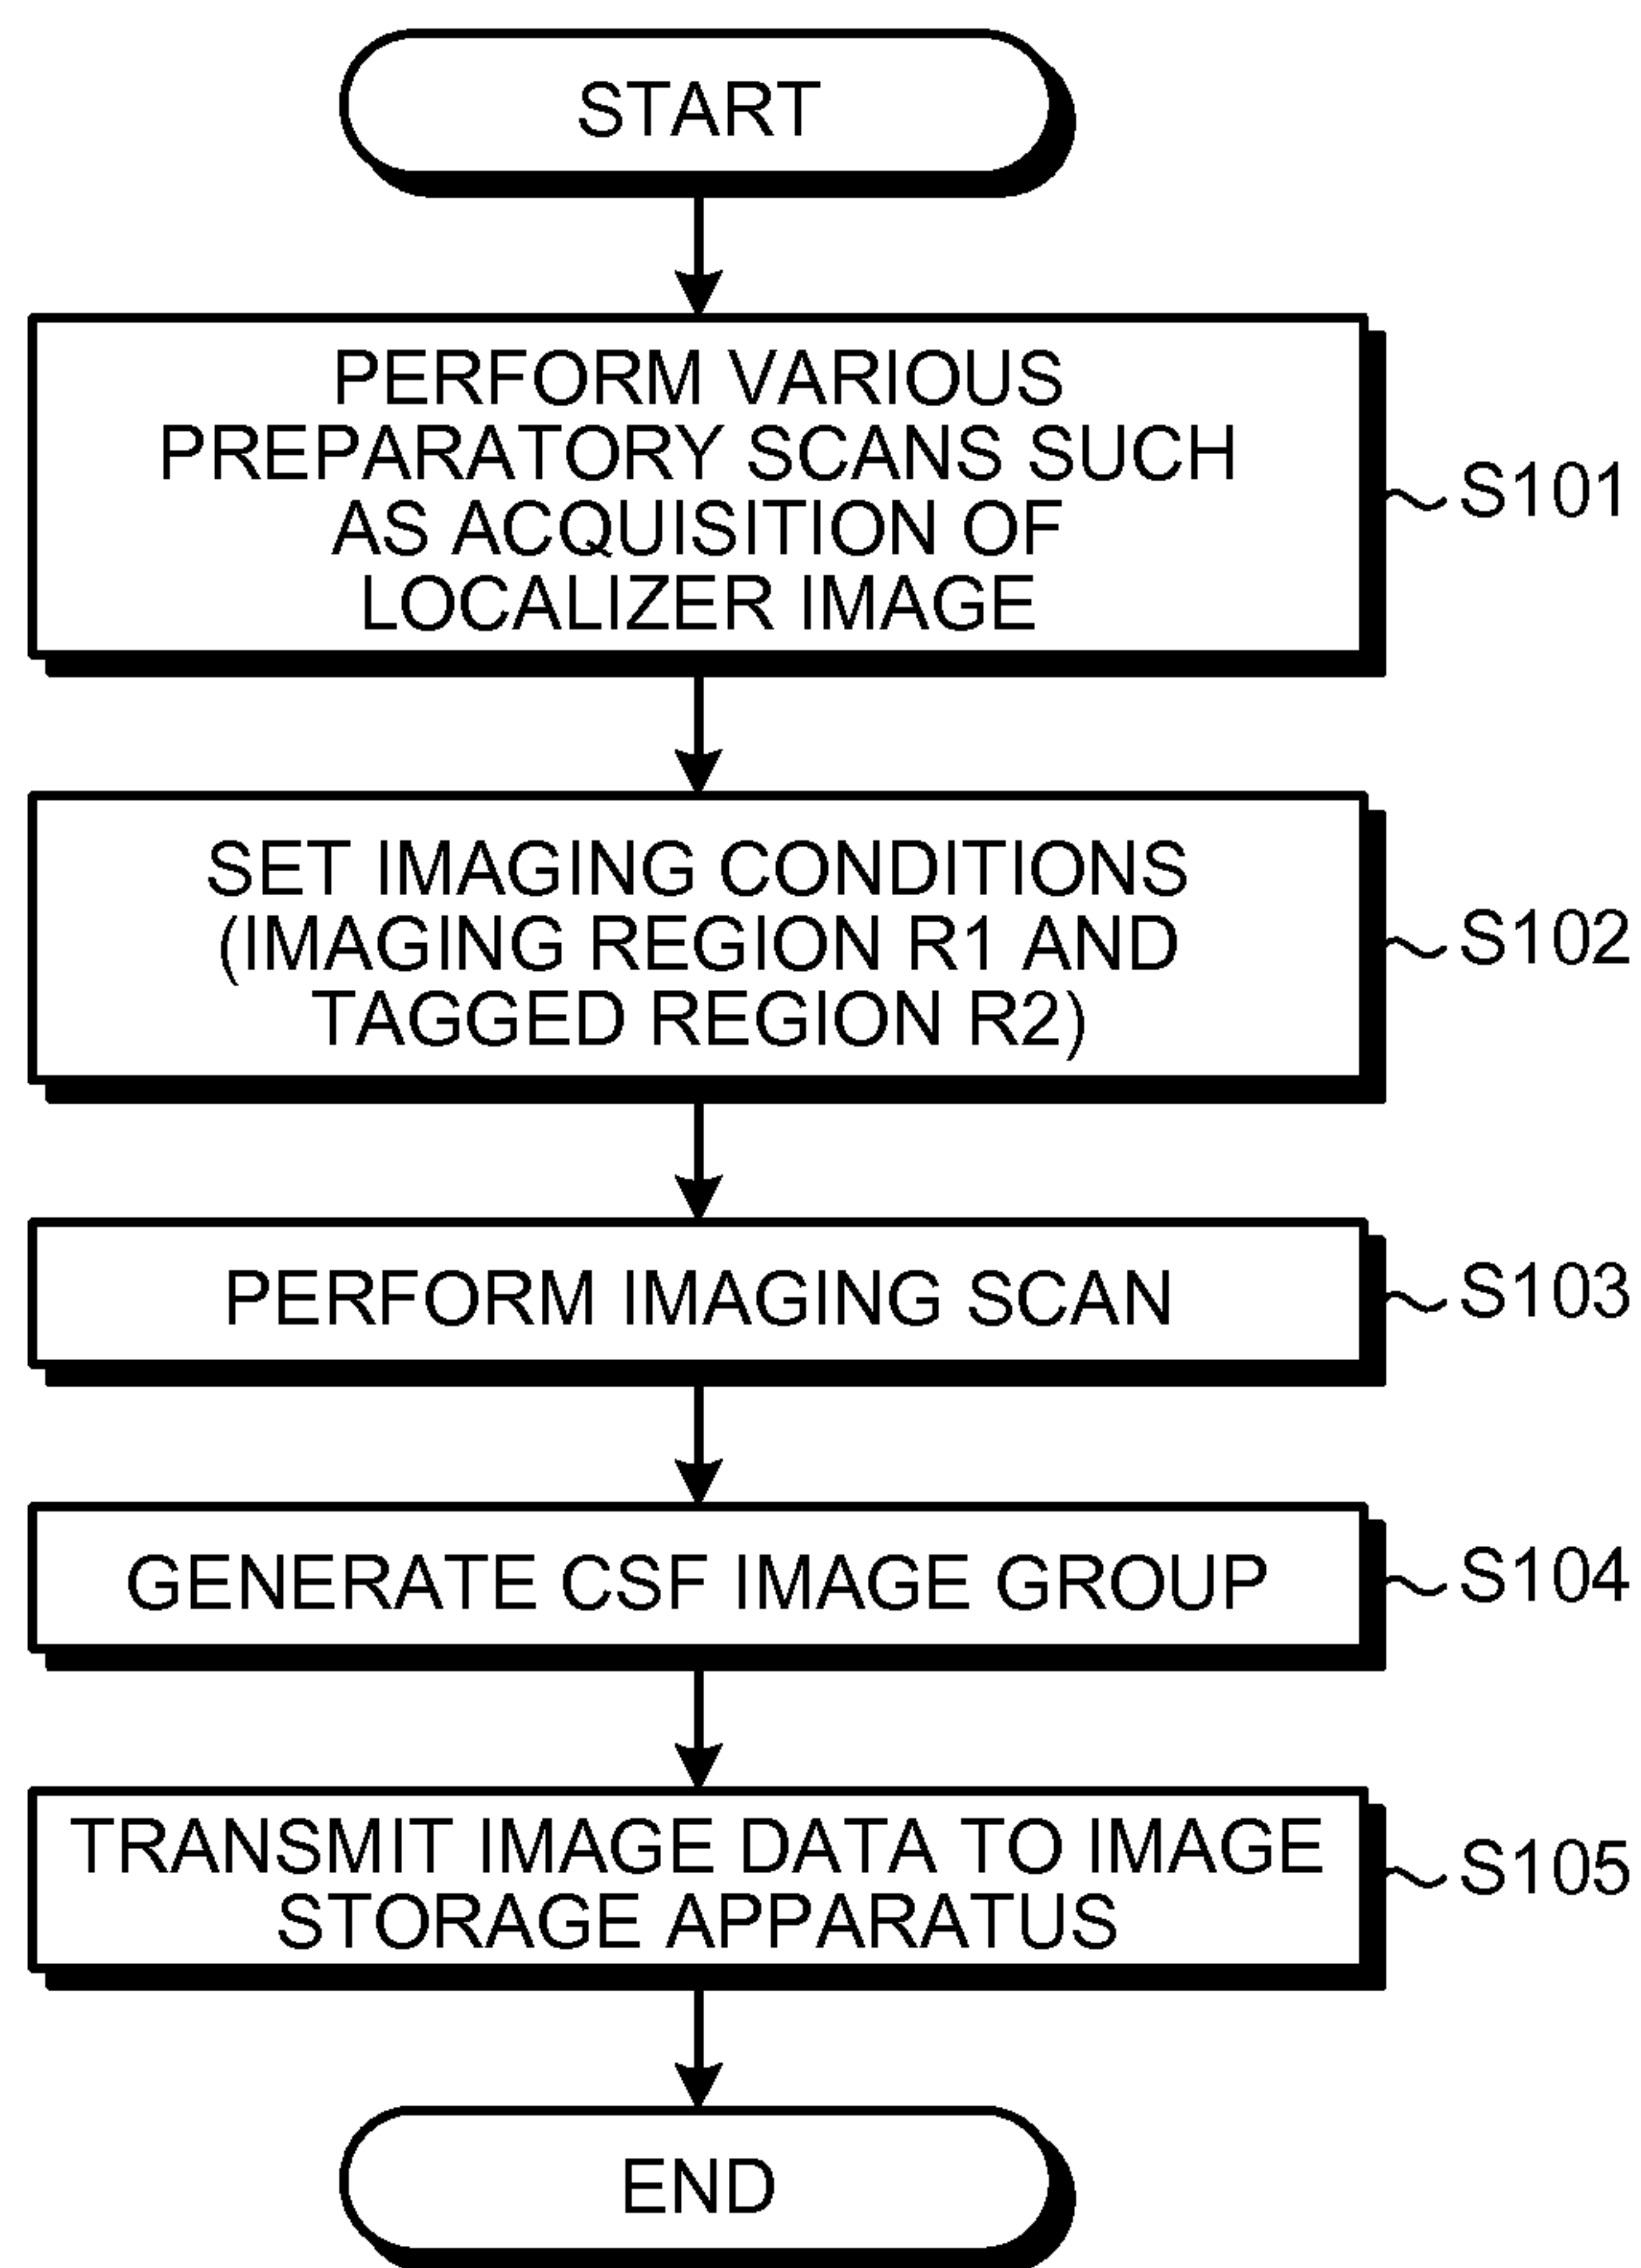 START
PERFORM VARIOUS
PREPARATORY SCANS SUCH
AS ACQUISITION OF
LOCALIZER IMAGE
S101
SET IMAGING CONDITIONS
(IMAGING REGION R1 AND
TAGGED REGION R2)
S102
PERFORM IMAGING SCAN
S103
GENERATE CSF IMAGE GROUP
S104
TRANSMIT IMAGE DATA TO IMAGE
STORAGE APPARATUS
S105
END